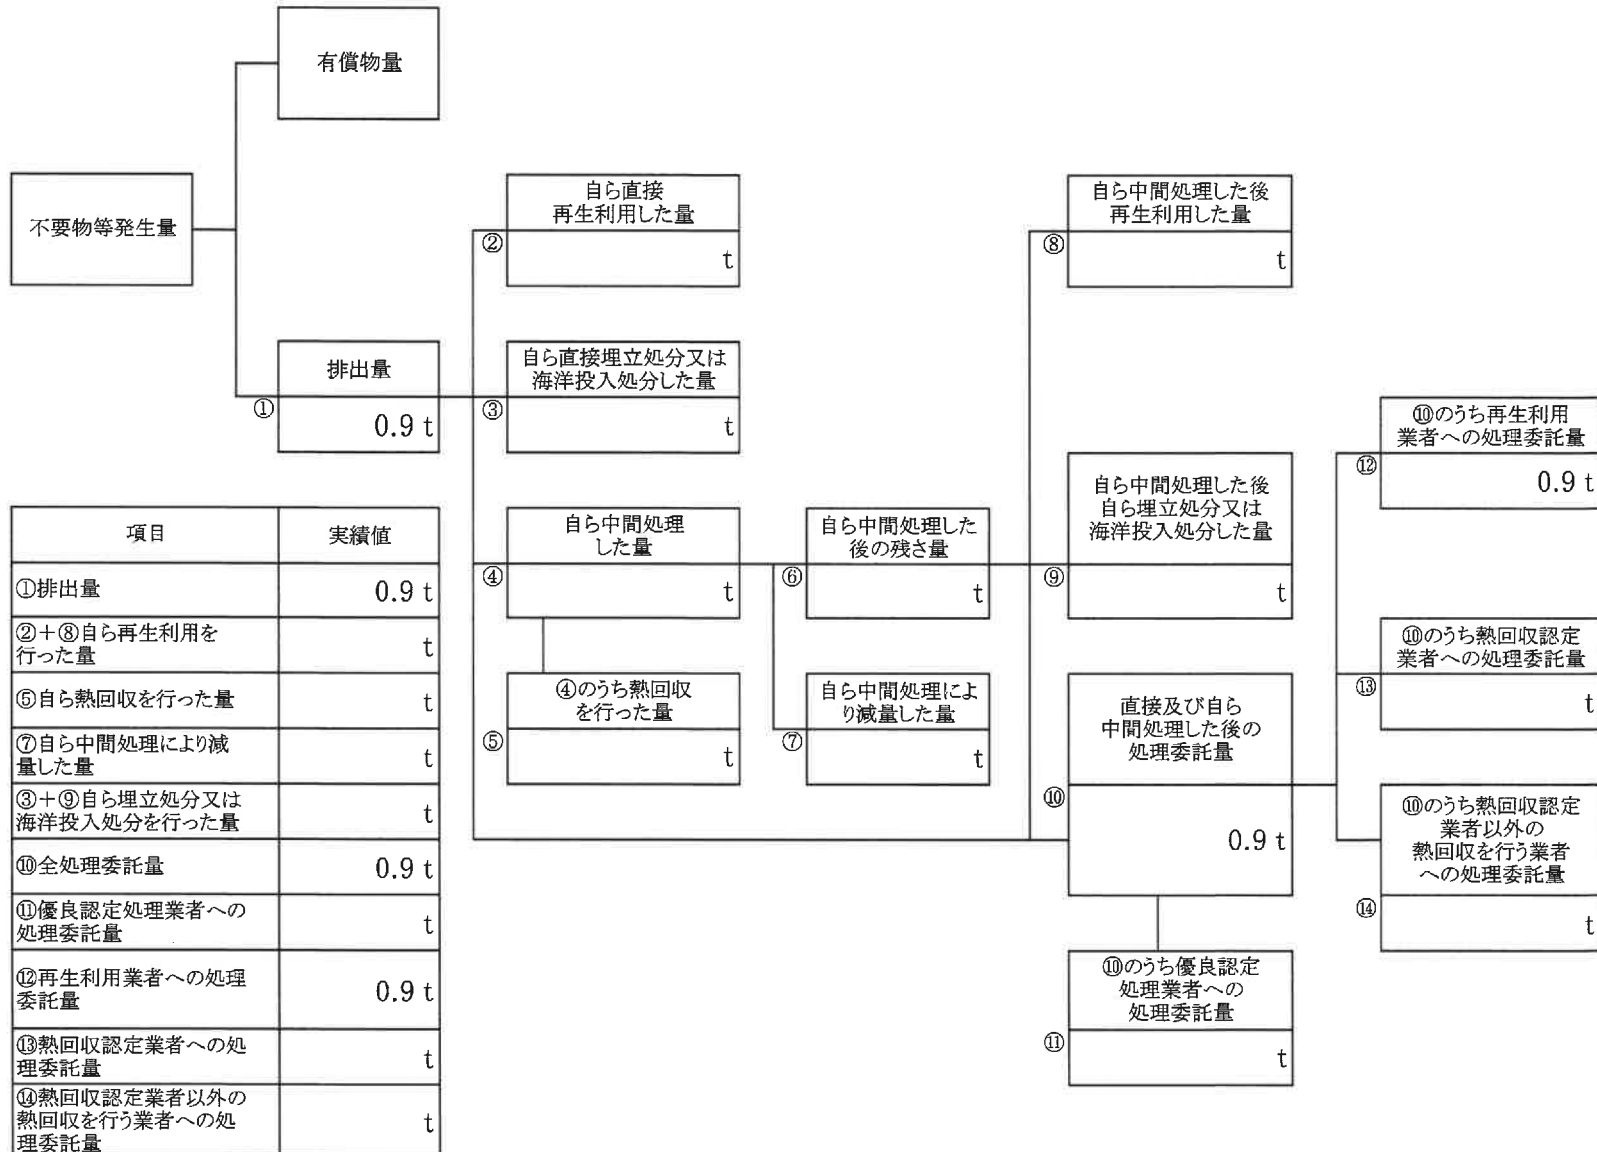 有償物量
不要物等発生量
自ら直接
再生利用した量
②
t
自ら中間処理した後
再生利用した量
⑧
t
排出量
①
0.9 t
自ら直接埋立処分又は
海洋投入処分した量
③
t
⑩のうち再生利用
業者への処理委託量
⑫
0.9 t
自ら中間処理
した量
④
t
自ら中間処理した
後の残さ量
⑥
t
自ら中間処理した後
自ら埋立処分又は
海洋投入処分した量
⑨
t
⑩のうち熱回収認定
業者への処理委託量
⑬
t
④のうち熱回収
を行った量
⑤
t
自ら中間処理によ
り減量した量
⑦
t
直接及び自ら
中間処理した後の
処理委託量
⑩
0.9 t
⑩のうち熱回収認定
業者以外の
熱回収を行う業者
への処理委託量
⑭
t
⑩のうち優良認定
処理業者への
処理委託量
⑪
t
項目 実績値
①排出量 0.9 t
②+⑧自ら再生利用を
行った量 t
⑤自ら熱回収を行った量 t
⑦自ら中間処理により減
量した量 t
③+⑨自ら埋立処分又は
海洋投入処分を行った量 t
⑩全処理委託量 0.9 t
⑪優良認定処理業者への
処理委託量 t
⑫再生利用業者への処理
委託量 0.9 t
⑬熱回収認定業者への処
理委託量 t
⑭熱回収認定業者以外の
熱回収を行う業者への処
理委託量 t